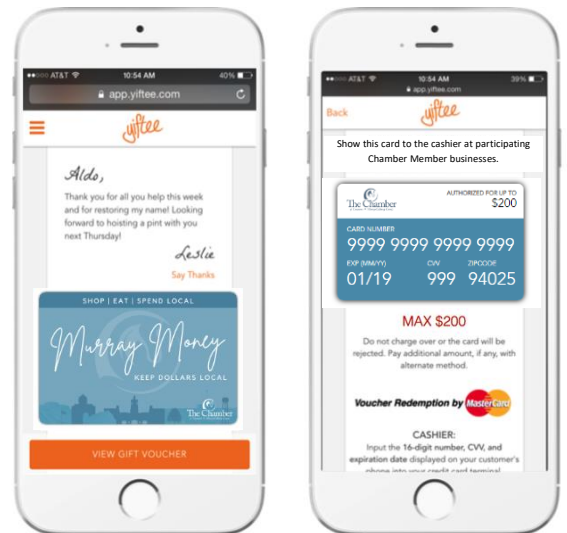 ●●○○○ AT&T 10:54 AM 40%
app.yiftee.com
yiftee
Aldo,
Thank you for all you help this week
and for restoring my name! Looking
forward to hoisting a pint with you
next Thursday!
Leslie
Say Thanks
SHOP | EAT | SPEND LOCAL
Murray Money
KEEP DOLLARS LOCAL
The Chamber
VIEW GIFT VOUCHER
●●○○○ AT&T 10:54 AM 39%
app.yiftee.com
Back
yiftee
Show this card to the cashier at participating
Chamber Member businesses.
The Chamber
AUTHORIZED FOR UP TO
$200
CARD NUMBER
9999 9999 9999 9999
EXP (MM/YY) CVV ZIPCODE
01/19 999 94025
MAX $200
Do not charge over or the card will be
rejected. Pay additional amount, if any, with
alternate method.
Voucher Redemption by MasterCard
CASHIER:
Input the 16-digit number, CVV, and
expiration date displayed on your customer's
phone into your credit card terminal